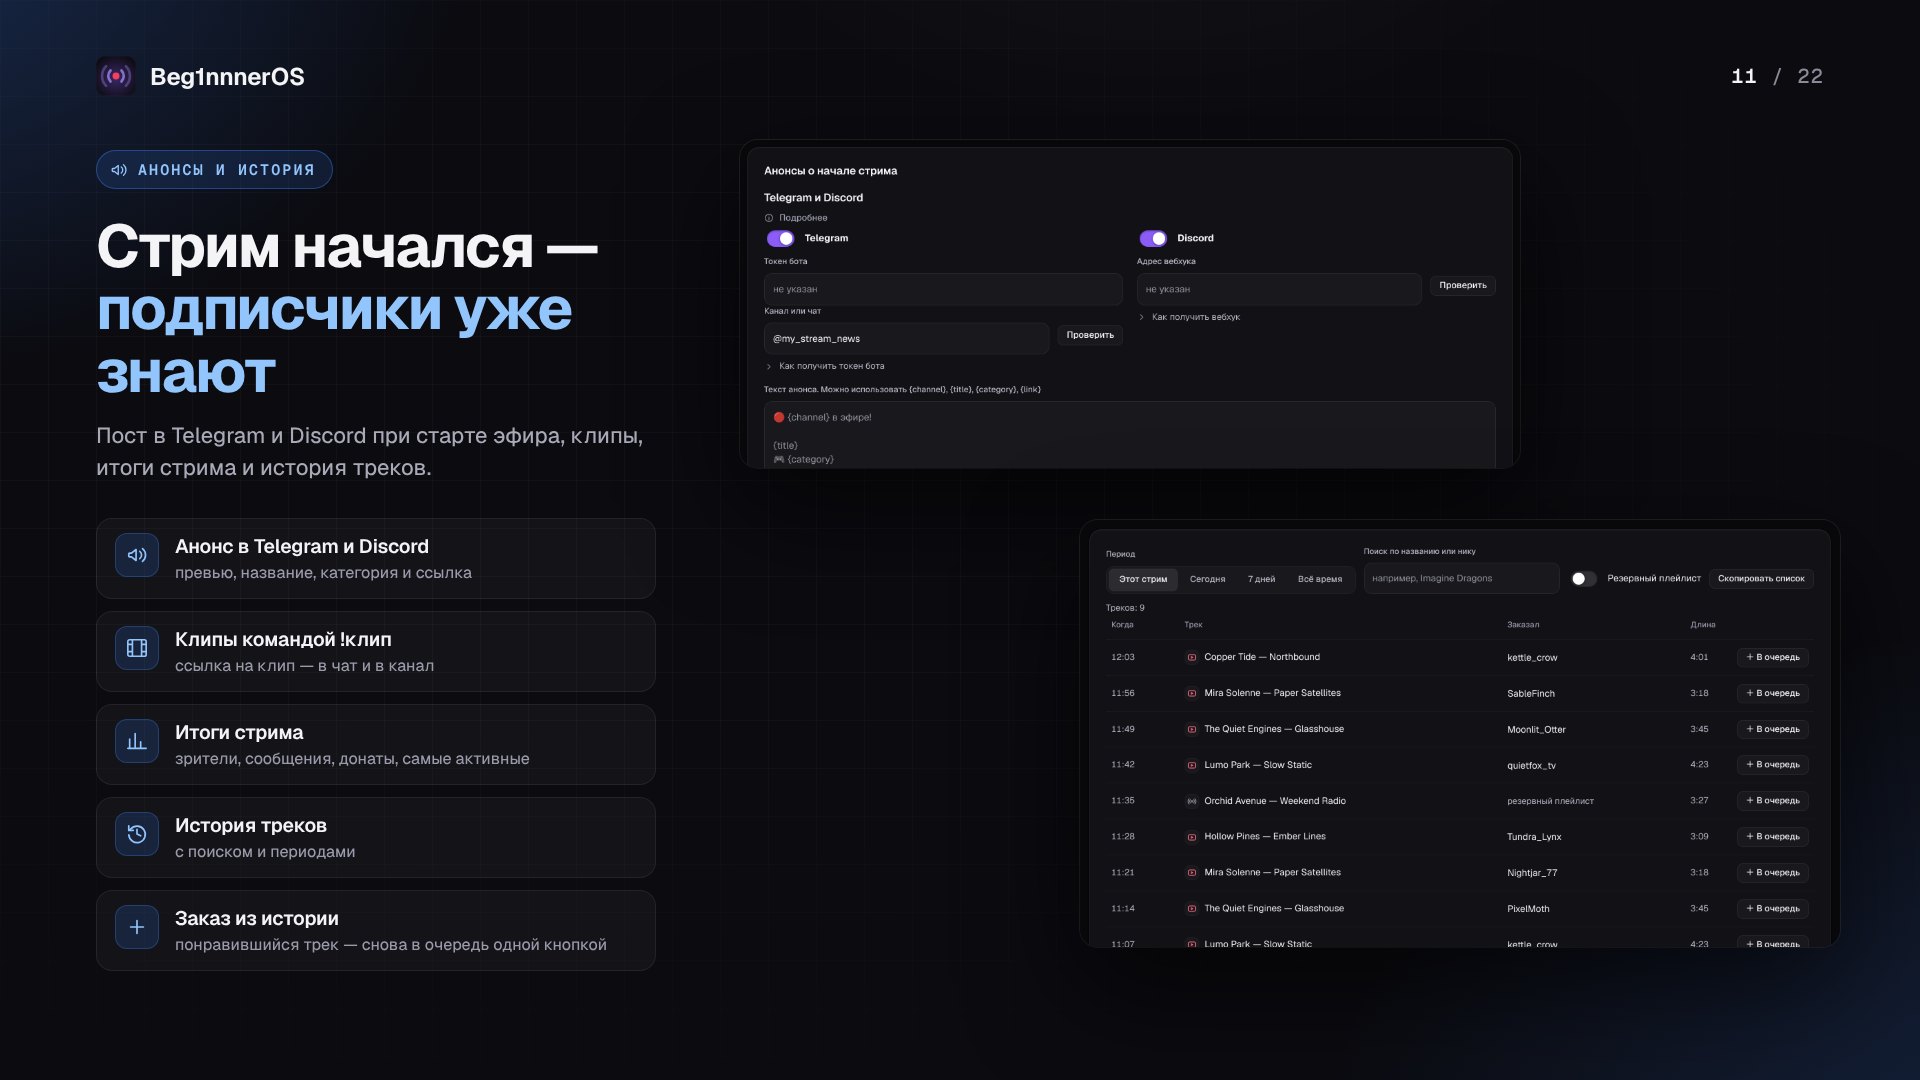 Beg1nnnerOS
11 / 22
АНОНСЫ И ИСТОРИЯ
Стрим начался —
подписчики уже
знают
Пост в Telegram и Discord при старте эфира, клипы,
итоги стрима и история треков.
Анонс в Telegram и Discord
превью, название, категория и ссылка
Клипы командой !клип
ссылка на клип — в чат и в канал
Итоги стрима
зрители, сообщения, донаты, самые активные
История треков
с поиском и периодами
Заказ из истории
понравившийся трек — снова в очередь одной кнопкой
Анонсы о начале стрима
Telegram и Discord
Подробнее
Telegram
Discord
Токен бота
Адрес вебхука
не указан
не указан
Проверить
Канал или чат
Как получить вебхук
@my_stream_news
Проверить
Как получить токен бота
Текст анонса. Можно использовать {channel}, {title}, {category}, {link}
🔴 {channel} в эфире!
{title}
🎮 {category}
Период
Поиск по названию или нику
Этот стрим Сегодня 7 дней Всё время
например, Imagine Dragons
Резервный плейлист
Скопировать список
Треков: 9
Когда Трек Заказал Длина
12:03 Copper Tide — Northbound kettle_crow 4:01 + В очередь
11:56 Mira Solenne — Paper Satellites SableFinch 3:18 + В очередь
11:49 The Quiet Engines — Glasshouse Moonlit_Otter 3:45 + В очередь
11:42 Lumo Park — Slow Static quietfox_tv 4:23 + В очередь
11:35 Orchid Avenue — Weekend Radio резервный плейлист 3:27 + В очередь
11:28 Hollow Pines — Ember Lines Tundra_Lynx 3:09 + В очередь
11:21 Mira Solenne — Paper Satellites Nightjar_77 3:18 + В очередь
11:14 The Quiet Engines — Glasshouse PixelMoth 3:45 + В очередь
11:07 Lumo Park — Slow Static kettle_crow 4:23 + В очередь